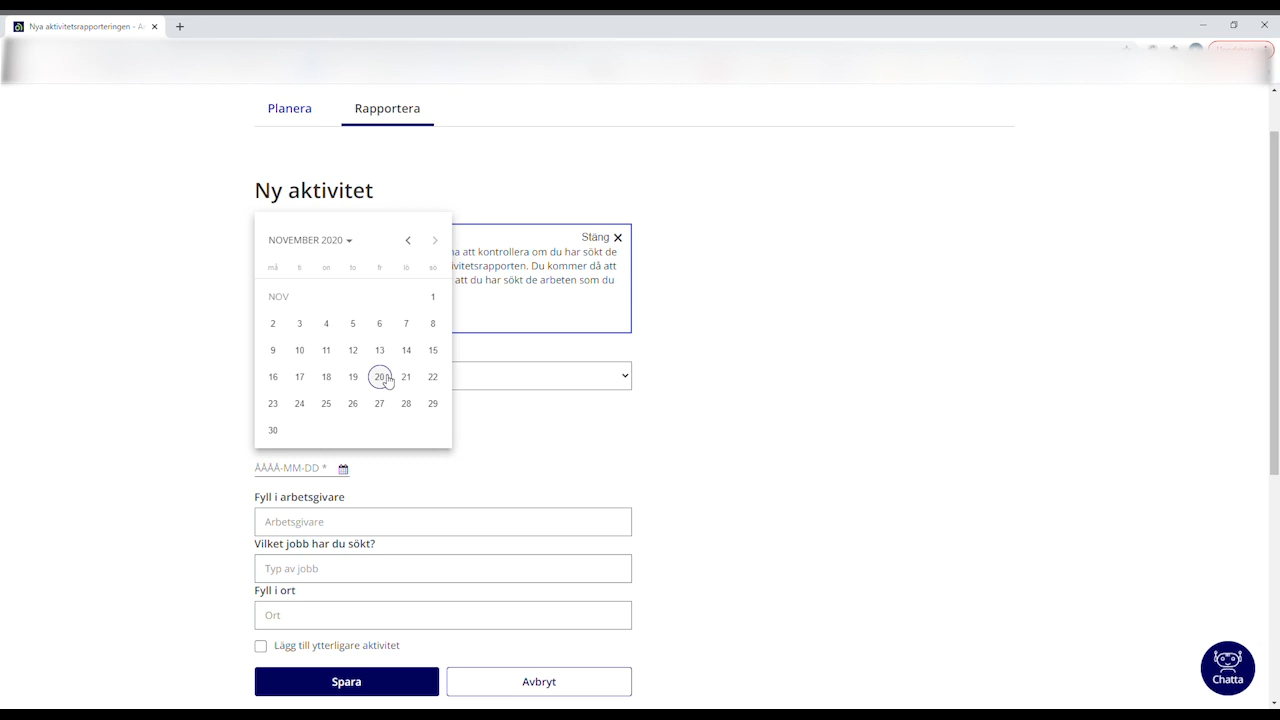 Nya aktivitetsrapporteringen - A
Planera Rapportera
Ny aktivitet
Stäng
NOVEMBER 2020
a att kontrollera om du har sökt de
må ti on to fr lö sö
ivitetsrapporten. Du kommer då att
att du har sökt de arbeten som du
NOV 1
2 3 4 5 6 7 8
9 10 11 12 13 14 15
16 17 18 19 20 21 22
23 24 25 26 27 28 29
30
ÅÅÅÅ-MM-DD *
Fyll i arbetsgivare
Arbetsgivare
Vilket jobb har du sökt?
Typ av jobb
Fyll i ort
Ort
Lägg till ytterligare aktivitet
Spara Avbryt
Chatta